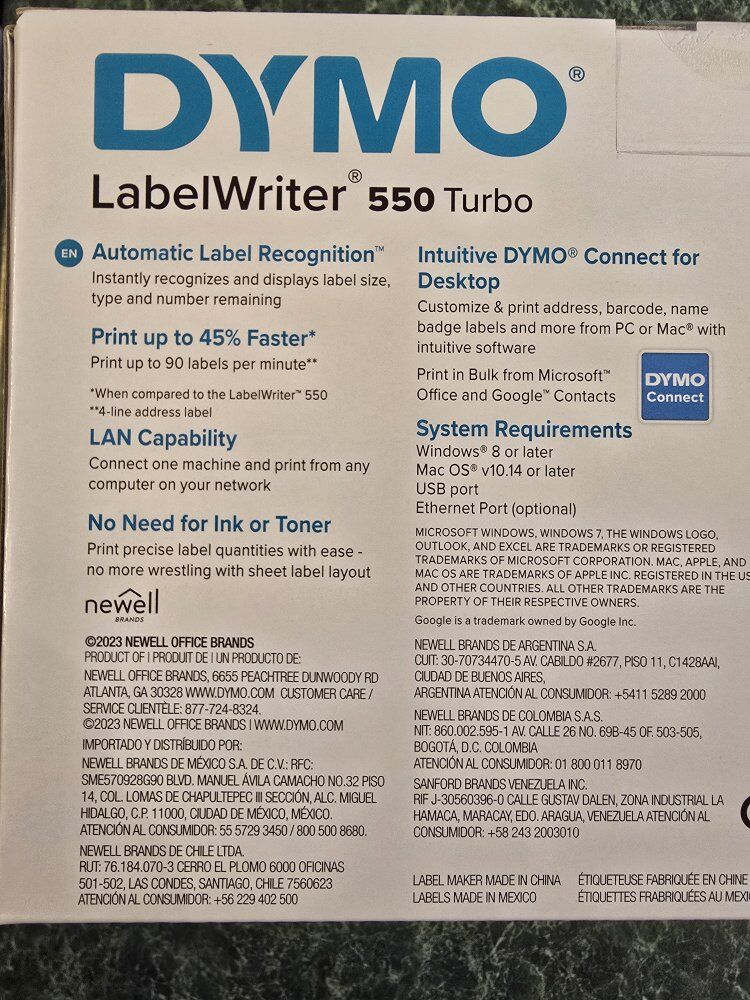 DYMO®
LabelWriter® 550 Turbo
EN Automatic Label Recognition™
Instantly recognizes and displays label size,
type and number remaining
Print up to 45% Faster*
Print up to 90 labels per minute**
*When compared to the LabelWriter™ 550
**4-line address label
LAN Capability
Connect one machine and print from any
computer on your network
No Need for Ink or Toner
Print precise label quantities with ease -
no more wrestling with sheet label layout
newell
BRANDS
©2023 NEWELL OFFICE BRANDS
PRODUCT OF I PRODUIT DE I UN PRODUCTO DE:
NEWELL OFFICE BRANDS, 6655 PEACHTREE DUNWOODY RD
ATLANTA, GA 30328 WWW.DYMO.COM CUSTOMER CARE /
SERVICE CLIENTÈLE: 877-724-8324.
©2023 NEWELL OFFICE BRANDS I WWW.DYMO.COM
IMPORTADO Y DISTRÍBUIDO POR:
NEWELL BRANDS DE MÉXICO S.A. DE C.V.: RFC:
SME570928G90 BLVD. MANUEL ÁVILA CAMACHO NO.32 PISO
14, COL. LOMAS DE CHAPULTEPEC III SECCIÓN, ALC. MIGUEL
HIDALGO, C.P. 11000, CIUDAD DE MÉXICO, MÉXICO.
ATENCIÓN AL CONSUMIDOR: 55 5729 3450 / 800 500 8680.
NEWELL BRANDS DE CHILE LTDA.
RUT: 76.184.070-3 CERRO EL PLOMO 6000 OFICINAS
501-502, LAS CONDES, SANTIAGO, CHILE 7560623
ATENCIÓN AL CONSUMIDOR: +56 229 402 500
Intuitive DYMO® Connect for
Desktop
Customize & print address, barcode, name
badge labels and more from PC or Mac® with
intuitive software
Print in Bulk from Microsoft™
Office and Google™ Contacts
DYMO
Connect
System Requirements
Windows® 8 or later
Mac OS® v10.14 or later
USB port
Ethernet Port (optional)
MICROSOFT WINDOWS, WINDOWS 7, THE WINDOWS LOGO,
OUTLOOK, AND EXCEL ARE TRADEMARKS OR REGISTERED
TRADEMARKS OF MICROSOFT CORPORATION. MAC, APPLE, AND
MAC OS ARE TRADEMARKS OF APPLE INC. REGISTERED IN THE US
AND OTHER COUNTRIES. ALL OTHER TRADEMARKS ARE THE
PROPERTY OF THEIR RESPECTIVE OWNERS.
Google is a trademark owned by Google Inc.
NEWELL BRANDS DE ARGENTINA S.A.
CUIT: 30-70734470-5 AV. CABILDO #2677, PISO 11, C1428AAI,
CIUDAD DE BUENOS AIRES,
ARGENTINA ATENCIÓN AL CONSUMIDOR: +5411 5289 2000
NEWELL BRANDS DE COLOMBIA S.A.S.
NIT: 860.002.595-1 AV. CALLE 26 NO. 69B-45 OF. 503-505,
BOGOTÁ, D.C. COLOMBIA
ATENCIÓN AL CONSUMIDOR: 01 800 011 8970
SANFORD BRANDS VENEZUELA INC.
RIF J-30560396-0 CALLE GUSTAV DALEN, ZONA INDUSTRIAL LA
HAMACA, MARACAY, EDO. ARAGUA, VENEZUELA ATENCIÓN AL
CONSUMIDOR: +58 243 2003010
LABEL MAKER MADE IN CHINA ÉTIQUETEUSE FABRIQUÉE EN CHINE
LABELS MADE IN MEXICO ÉTIQUETTES FRABRIQUÉES AU MEXI